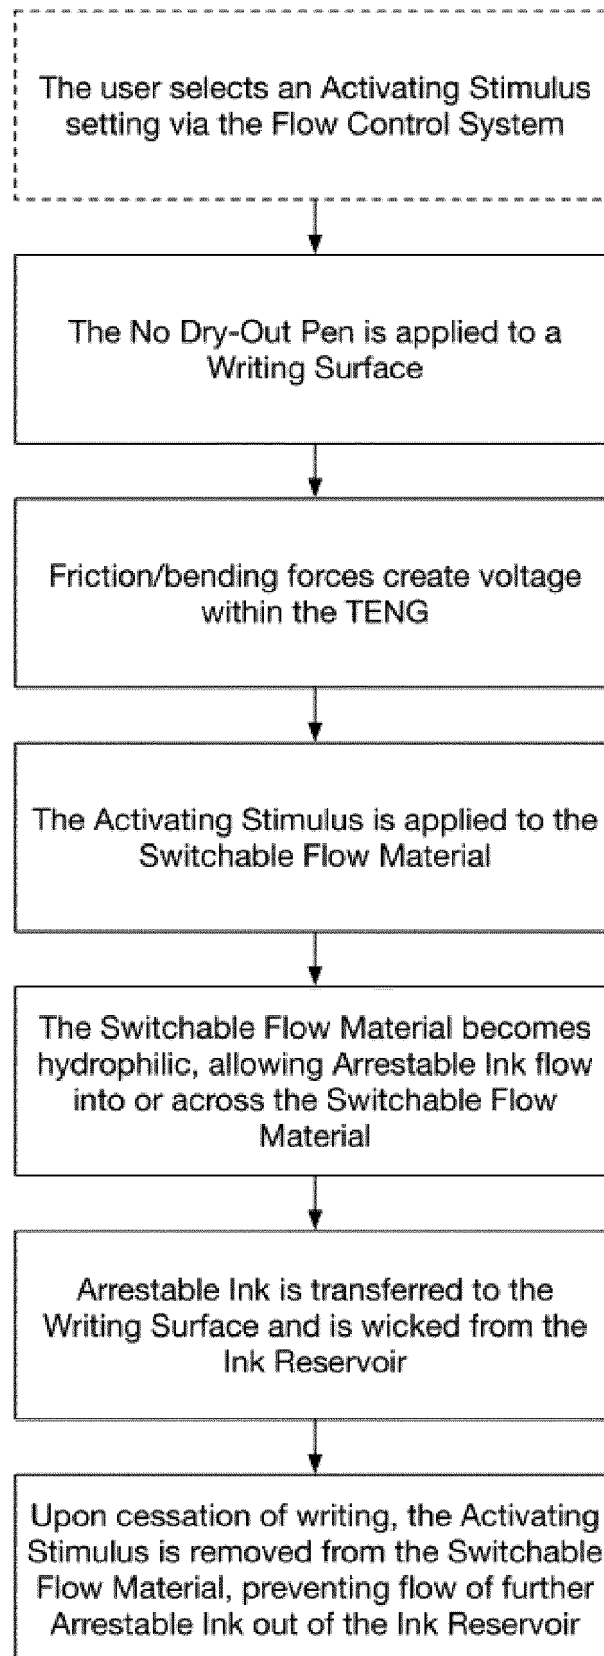 The user selects an Activating Stimulus
setting via the Flow Control System
The No Dry-Out Pen is applied to a
Writing Surface
Friction/bending forces create voltage
within the TENG
The Activating Stimulus is applied to the
Switchable Flow Material
The Switchable Flow Material becomes
hydrophilic, allowing Arrestable Ink flow
into or across the Switchable Flow
Material
Arrestable Ink is transferred to the
Writing Surface and is wicked from the
Ink Reservoir
Upon cessation of writing, the Activating
Stimulus is removed from the Switchable
Flow Material, preventing flow of further
Arrestable Ink out of the Ink Reservoir